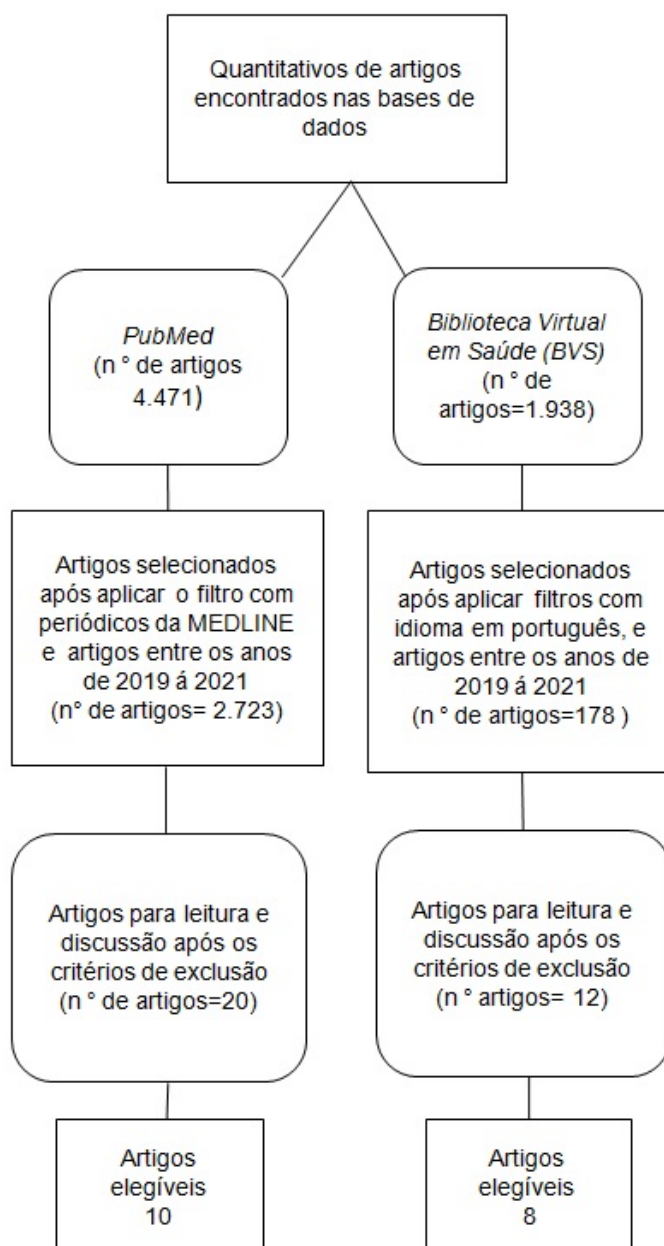 Quantitativos de artigos
encontrados nas bases de
dados
PubMed
(n ° de artigos
4.471)
Biblioteca Virtual
em Saúde (BVS)
(n ° de
artigos=1.938)
Artigos selecionados
após aplicar o filtro com
periódicos da MEDLINE
e artigos entre os anos
de 2019 á 2021
(n° de artigos= 2.723)
Artigos selecionados
após aplicar filtros com
idioma em português, e
artigos entre os anos de
2019 á 2021
(n ° de artigos=178 )
Artigos para leitura e
discussão após os
critérios de exclusão
(n ° de artigos=20)
Artigos para leitura e
discussão após os
critérios de exclusão
(n ° artigos= 12)
Artigos
elegíveis
10
Artigos
elegíveis
8